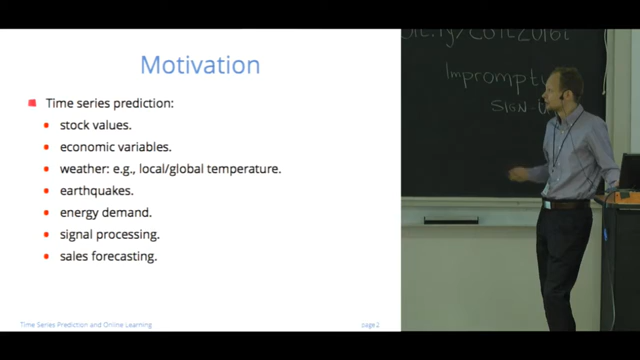 Motivation
Time series prediction:
stock values.
economic variables.
weather: e.g., local/global temperature.
earthquakes.
energy demand.
signal processing.
sales forecasting.
Time Series Prediction and Online Learning
page 2
Impromptu
SIGN-U